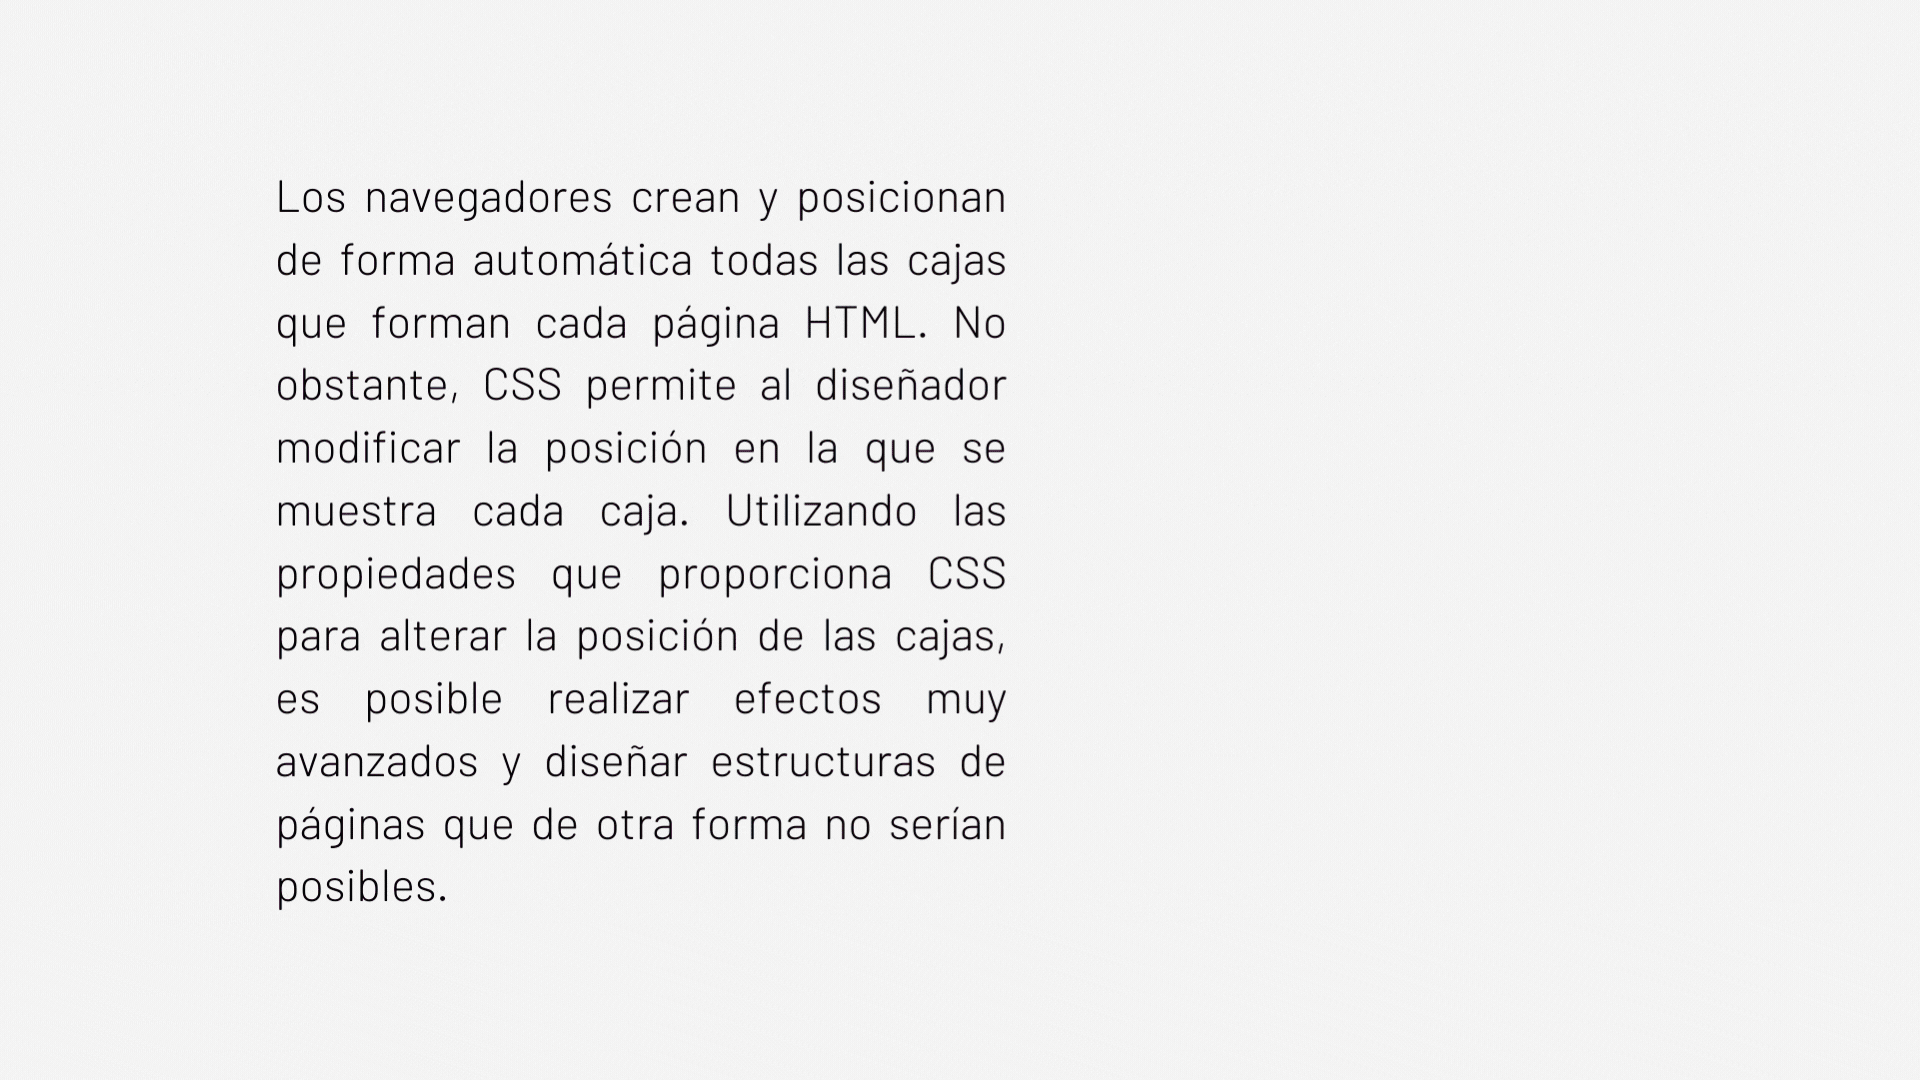 Los navegadores crean y posicionan
de forma automática todas las cajas
que forman cada página HTML. No
obstante, CSS permite al diseñador
modificar la posición en la que se
muestra cada caja. Utilizando las
propiedades que proporciona CSS
para alterar la posición de las cajas,
es posible realizar efectos muy
avanzados y diseñar estructuras de
páginas que de otra forma no serían
posibles.